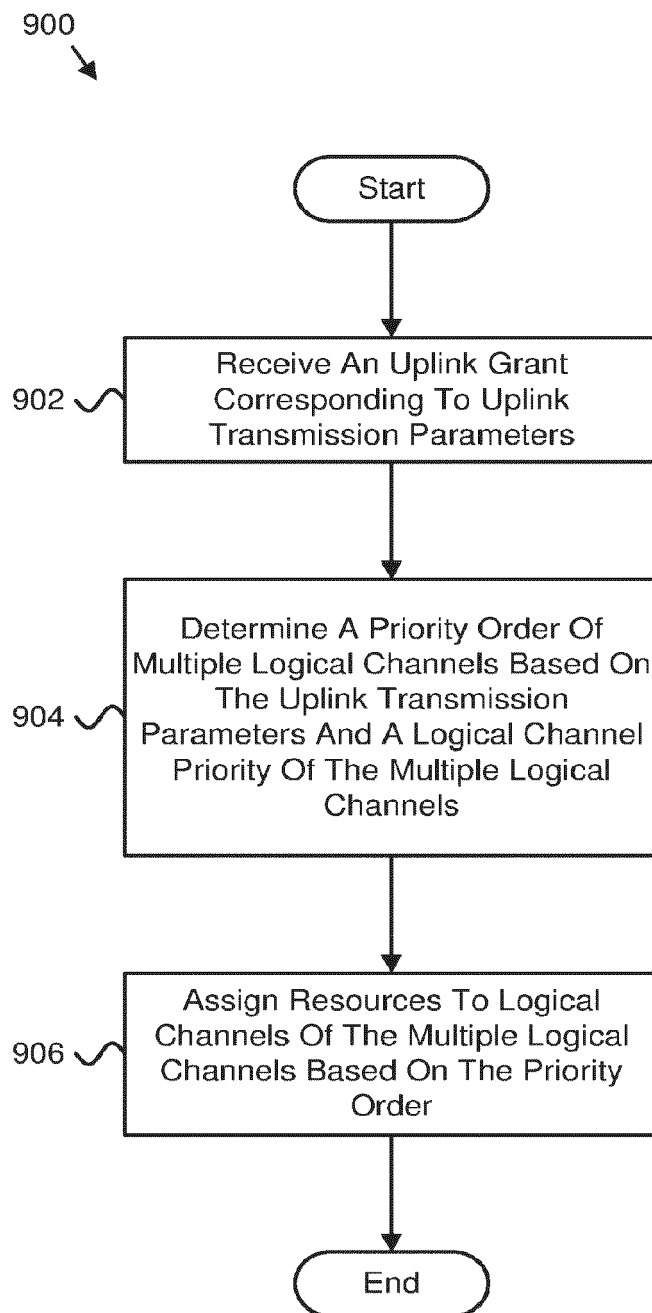 900
Start
902
Receive An Uplink Grant
Corresponding To Uplink
Transmission Parameters
904
Determine A Priority Order Of
Multiple Logical Channels Based On
The Uplink Transmission
Parameters And A Logical Channel
Priority Of The Multiple Logical
Channels
906
Assign Resources To Logical
Channels Of The Multiple Logical
Channels Based On The Priority
Order
End